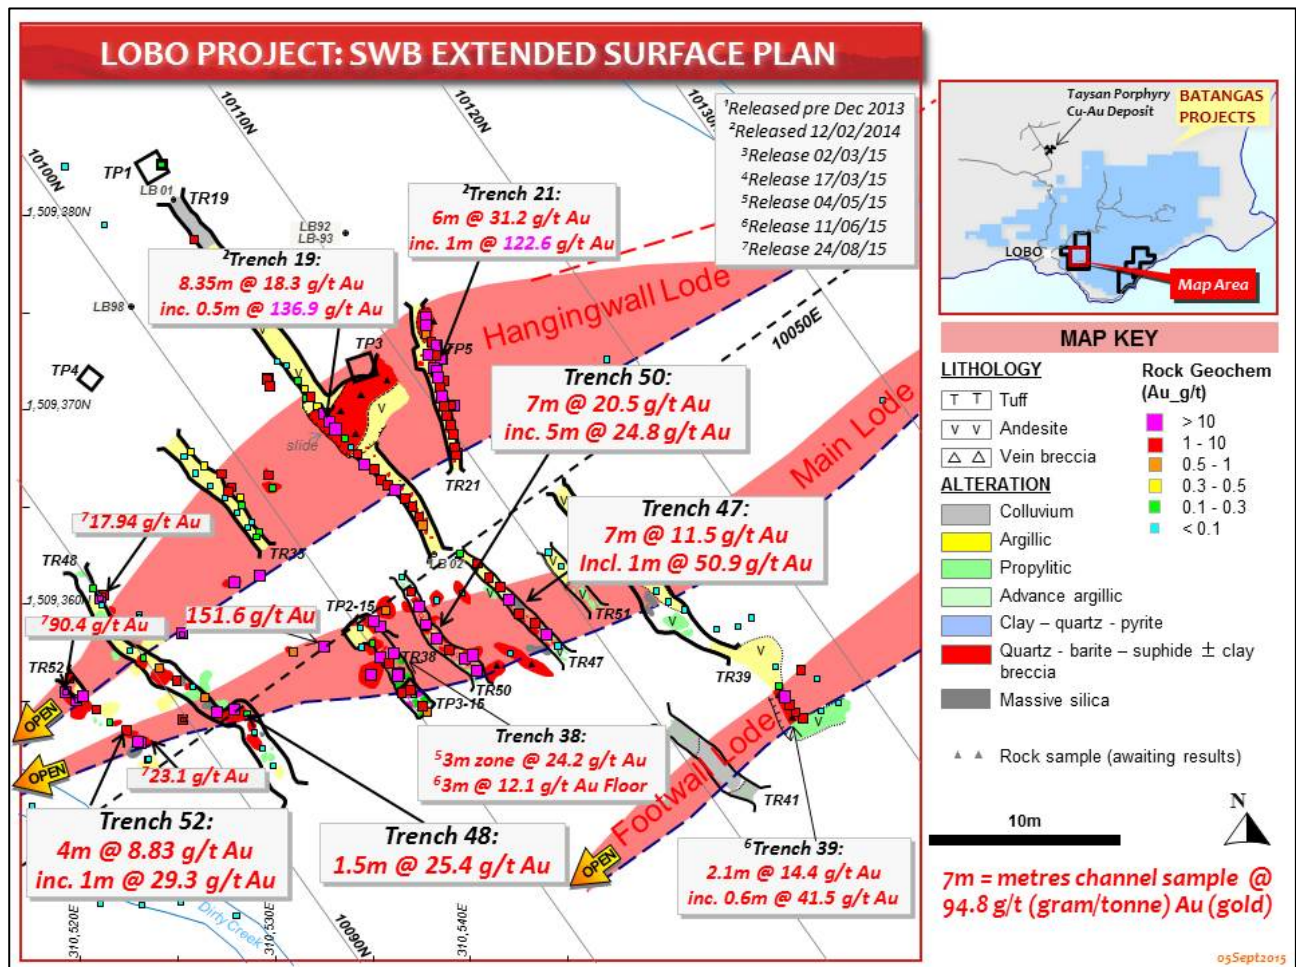 LOBO PROJECT: SWB EXTENDED SURFACE PLAN
10100N
10110N
10120N
10130N
¹Released pre Dec 2013
²Released 12/02/2014
³Release 02/03/15
⁴Release 17/03/15
⁵Release 04/05/15
⁶Release 11/06/15
⁷Release 24/08/15
Taysan Porphyry
Cu-Au Deposit
BATANGAS
PROJECTS
LOBO
Map Area
TP1
LB 01
TR19
1,509,380N
LB92
LB-93
²Trench 21:
6m @ 31.2 g/t Au
inc. 1m @ 122.6 g/t Au
²Trench 19:
8.35m @ 18.3 g/t Au
inc. 0.5m @ 136.9 g/t Au
LB98
Hangingwall Lode
10050E
TP3
TP5
TP4
1,509,370N
slide
Trench 50:
7m @ 20.5 g/t Au
inc. 5m @ 24.8 g/t Au
Main Lode
TR21
Trench 47:
7m @ 11.5 g/t Au
Incl. 1m @ 50.9 g/t Au
⁷17.94 g/t Au
TR35
TR48
LB 02
1,509,360N
⁷90.4 g/t Au
151.6 g/t Au
TP2-15
TR51
TR52
TR38
TR47
TR39
TR50
TP3-15
OPEN
OPEN
⁷23.1 g/t Au
Trench 38:
⁵3m zone @ 24.2 g/t Au
⁶3m @ 12.1 g/t Au Floor
Footwall Lode
TR41
OPEN
Trench 52:
4m @ 8.83 g/t Au
inc. 1m @ 29.3 g/t Au
Trench 48:
1.5m @ 25.4 g/t Au
⁶Trench 39:
2.1m @ 14.4 g/t Au
inc. 0.6m @ 41.5 g/t Au
Dirty Creek
310,520E
310,530E
10090N
310,540E
MAP KEY
LITHOLOGY
T T Tuff
V V Andesite
Vein breccia
ALTERATION
Colluvium
Argillic
Propylitic
Advance argillic
Clay – quartz - pyrite
Quartz - barite – suphide ± clay
breccia
Massive silica
Rock sample (awaiting results)
Rock Geochem
(Au_g/t)
> 10
1 - 10
0.5 - 1
0.3 - 0.5
0.1 - 0.3
< 0.1
10m
N
7m = metres channel sample @
94.8 g/t (gram/tonne) Au (gold)
05Sept2015